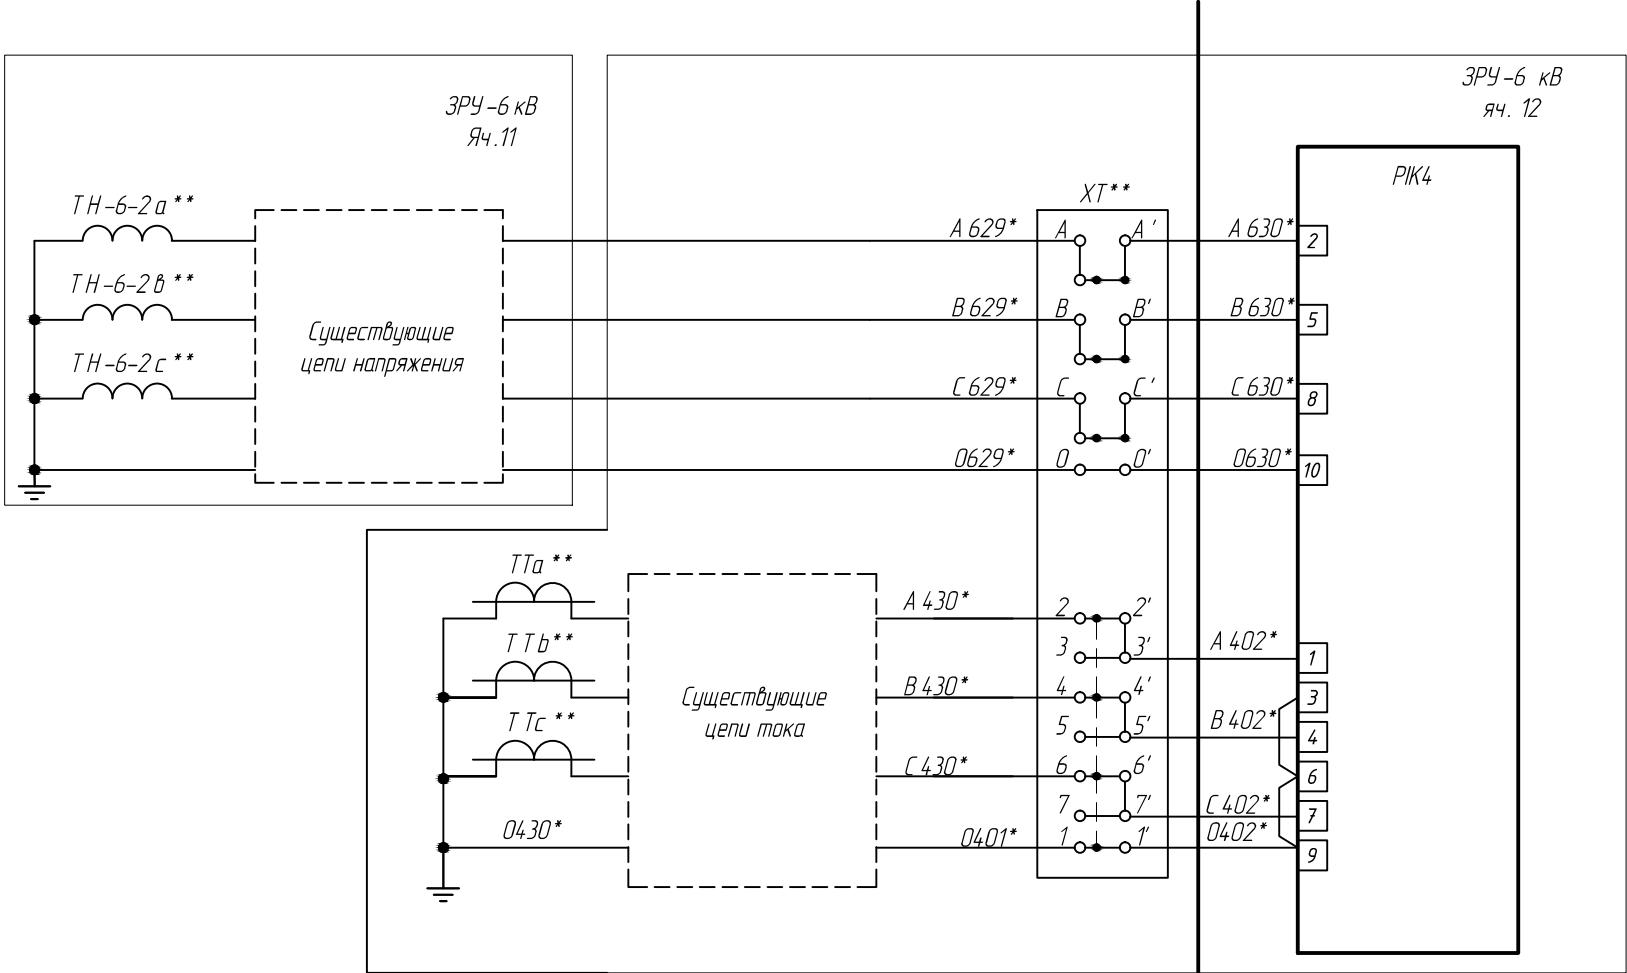 ЗРУ-6 кВ
Яч.11
ЗРУ-6 кВ
яч. 12
PIK4
ТН-6-2а**
ТН-6-2в**
ТН-6-2с**
Существующие
цепи напряжения
XT**
A 629*
A
A'
A 630*
2
B 629*
B
B'
B 630*
5
C 629*
C
C'
C 630*
8
0629*
0
0'
0630*
10
ТТа**
ТТb**
ТТс**
0430*
Существующие
цепи тока
A 430*
2
2'
3
3'
A 402*
1
3
B 430*
4
4'
5
5'
B 402*
4
C 430*
6
6'
6
7
7'
C 402*
7
0401*
1
1'
0402*
9